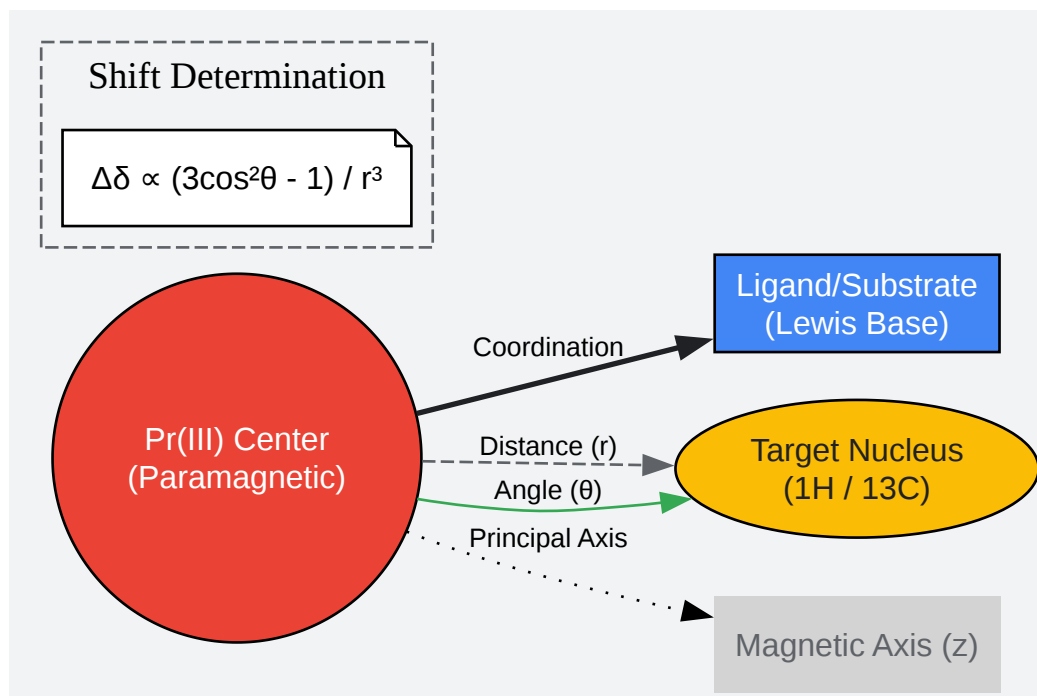 Shift Determination
Δδ ∝ (3cos²θ - 1) / r³
Ligand/Substrate
(Lewis Base)
Coordination
Pr(III) Center
(Paramagnetic)
Distance (r)
Target Nucleus
(1H / 13C)
Angle (θ)
Principal Axis
Magnetic Axis (z)